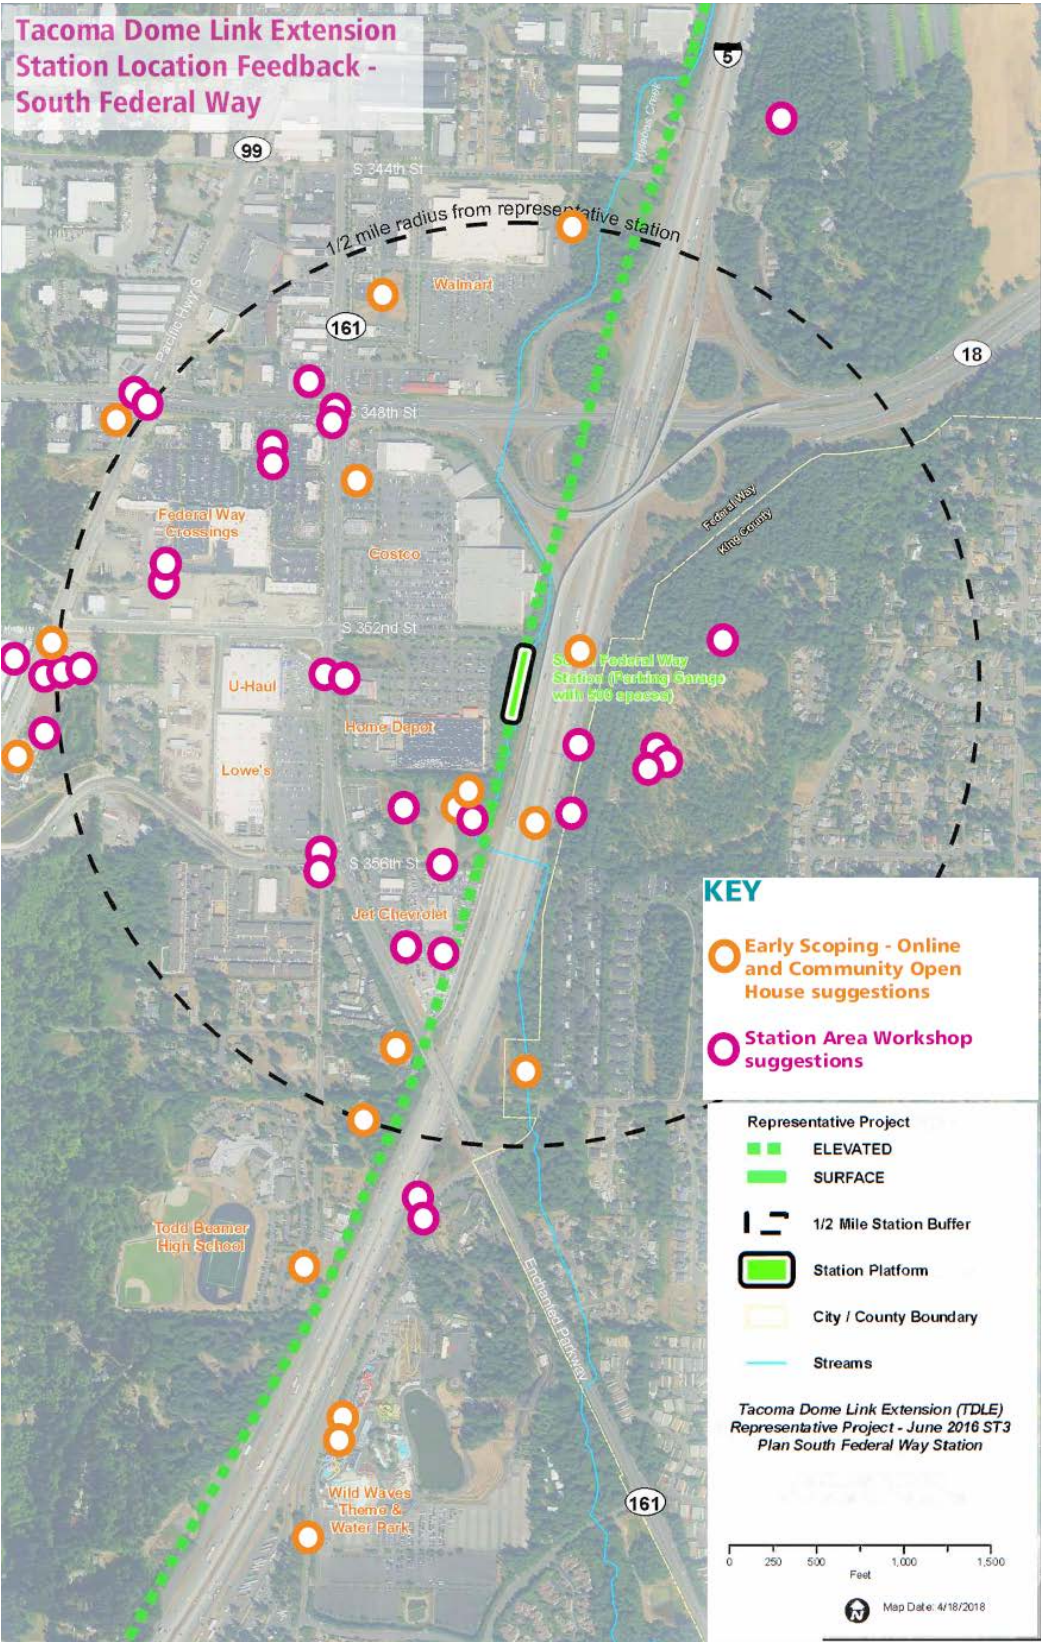 Tacoma Dome Link Extension
Station Location Feedback -
South Federal Way
5
Hylebos Creek
99
S 344th St
1/2 mile radius from representative station
Walmart
Pacific Hwy S
161
18
S 348th St
Federal Way
King County
Federal Way
Crossings
Costco
S 352nd St
South Federal Way
Station (Parking Garage
with 500 spaces)
U-Haul
Home Depot
Lowe's
S 356th St
Jet Chevrolet
KEY
Early Scoping - Online
and Community Open
House suggestions
Station Area Workshop
suggestions
Representative Project
ELEVATED
SURFACE
1/2 Mile Station Buffer
Station Platform
City / County Boundary
Streams
Todd Beamer
High School
Enchanted Parkway
Tacoma Dome Link Extension (TDLE)
Representative Project - June 2016 ST3
Plan South Federal Way Station
Wild Waves
Theme &
Water Park
161
0 250 500 1,000 1,500
Feet
N
Map Date: 4/18/2018